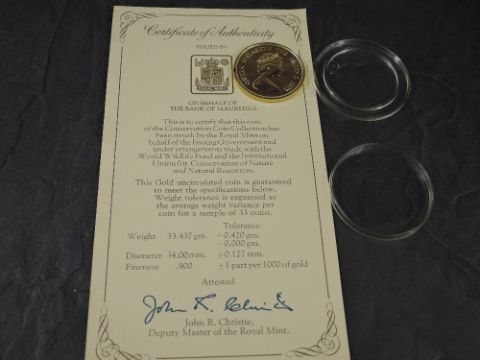 Certificate of Authenticity
ISSUED BY
ROYAL MINT
QUEEN ELIZABETH
ON BEHALF OF
THE BANK OF MAURITIUS
This is to certify that this coin
of the Conservation Coin Collection has
been struck by the Royal Mint on
behalf of the Issuing Government and
under arrangements made with the
World Wildlife Fund and the International
Union for Conservation of Nature
and Natural Resources.
This Gold uncirculated coin is guaranteed
to meet the specifications below.
Weight tolerance is expressed as
the average weight variance per
coin for a sample of 33 coins.
Tolerance
Weight 33.437 gm. +0.420 gm.
-0.000 gm.
Diameter 34.00 mm. ±0.127 mm.
Fineness .900 ±1 part per 1000 of gold
Attested
John R. Christie
John R. Christie,
Deputy Master of the Royal Mint.